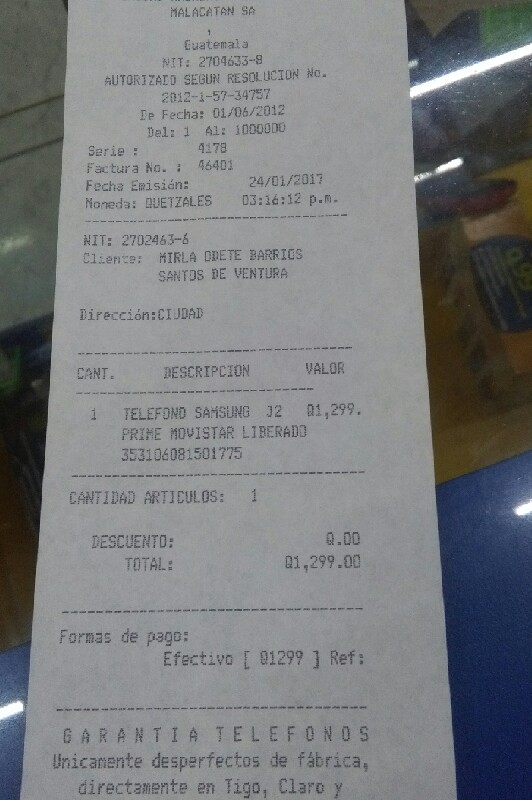 MALACATAN SA
1
Guatemala
NIT: 2704633-8
AUTORIZADO SEGUN RESOLUCION No.
2012-1-57-34757
De Fecha: 01/06/2012
Del: 1 Al: 1000000
Serie : 4178
Factura No. : 46401
Fecha Emisión: 24/01/2017
Moneda: QUETZALES 03:16:12 p.m.
NIT: 2702463-6
Cliente: MIRLA ODETE BARRIOS
SANTOS DE VENTURA
Dirección:CIUDAD
CANT. DESCRIPCION VALOR
1 TELEFONO SAMSUNG J2 Q1,299.
PRIME MOVISTAR LIBERADO
353106081501775
CANTIDAD ARTICULOS: 1
DESCUENTO: Q.00
TOTAL: Q1,299.00
Formas de pago:
Efectivo [ Q1299 ] Ref:
GARANTIA TELEFONOS
Unicamente desperfectos de fábrica,
directamente en Tigo, Claro y